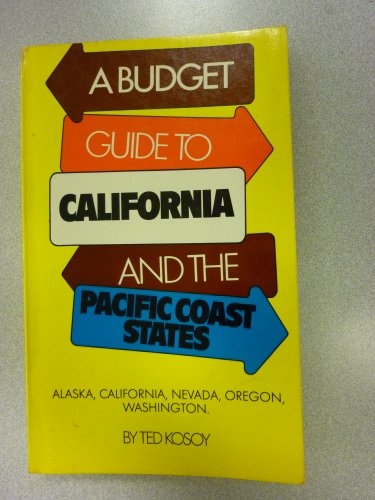 A BUDGET
GUIDE TO
CALIFORNIA
AND THE
PACIFIC COAST
STATES
ALASKA, CALIFORNIA, NEVADA, OREGON,
WASHINGTON.
BY TED KOSOY